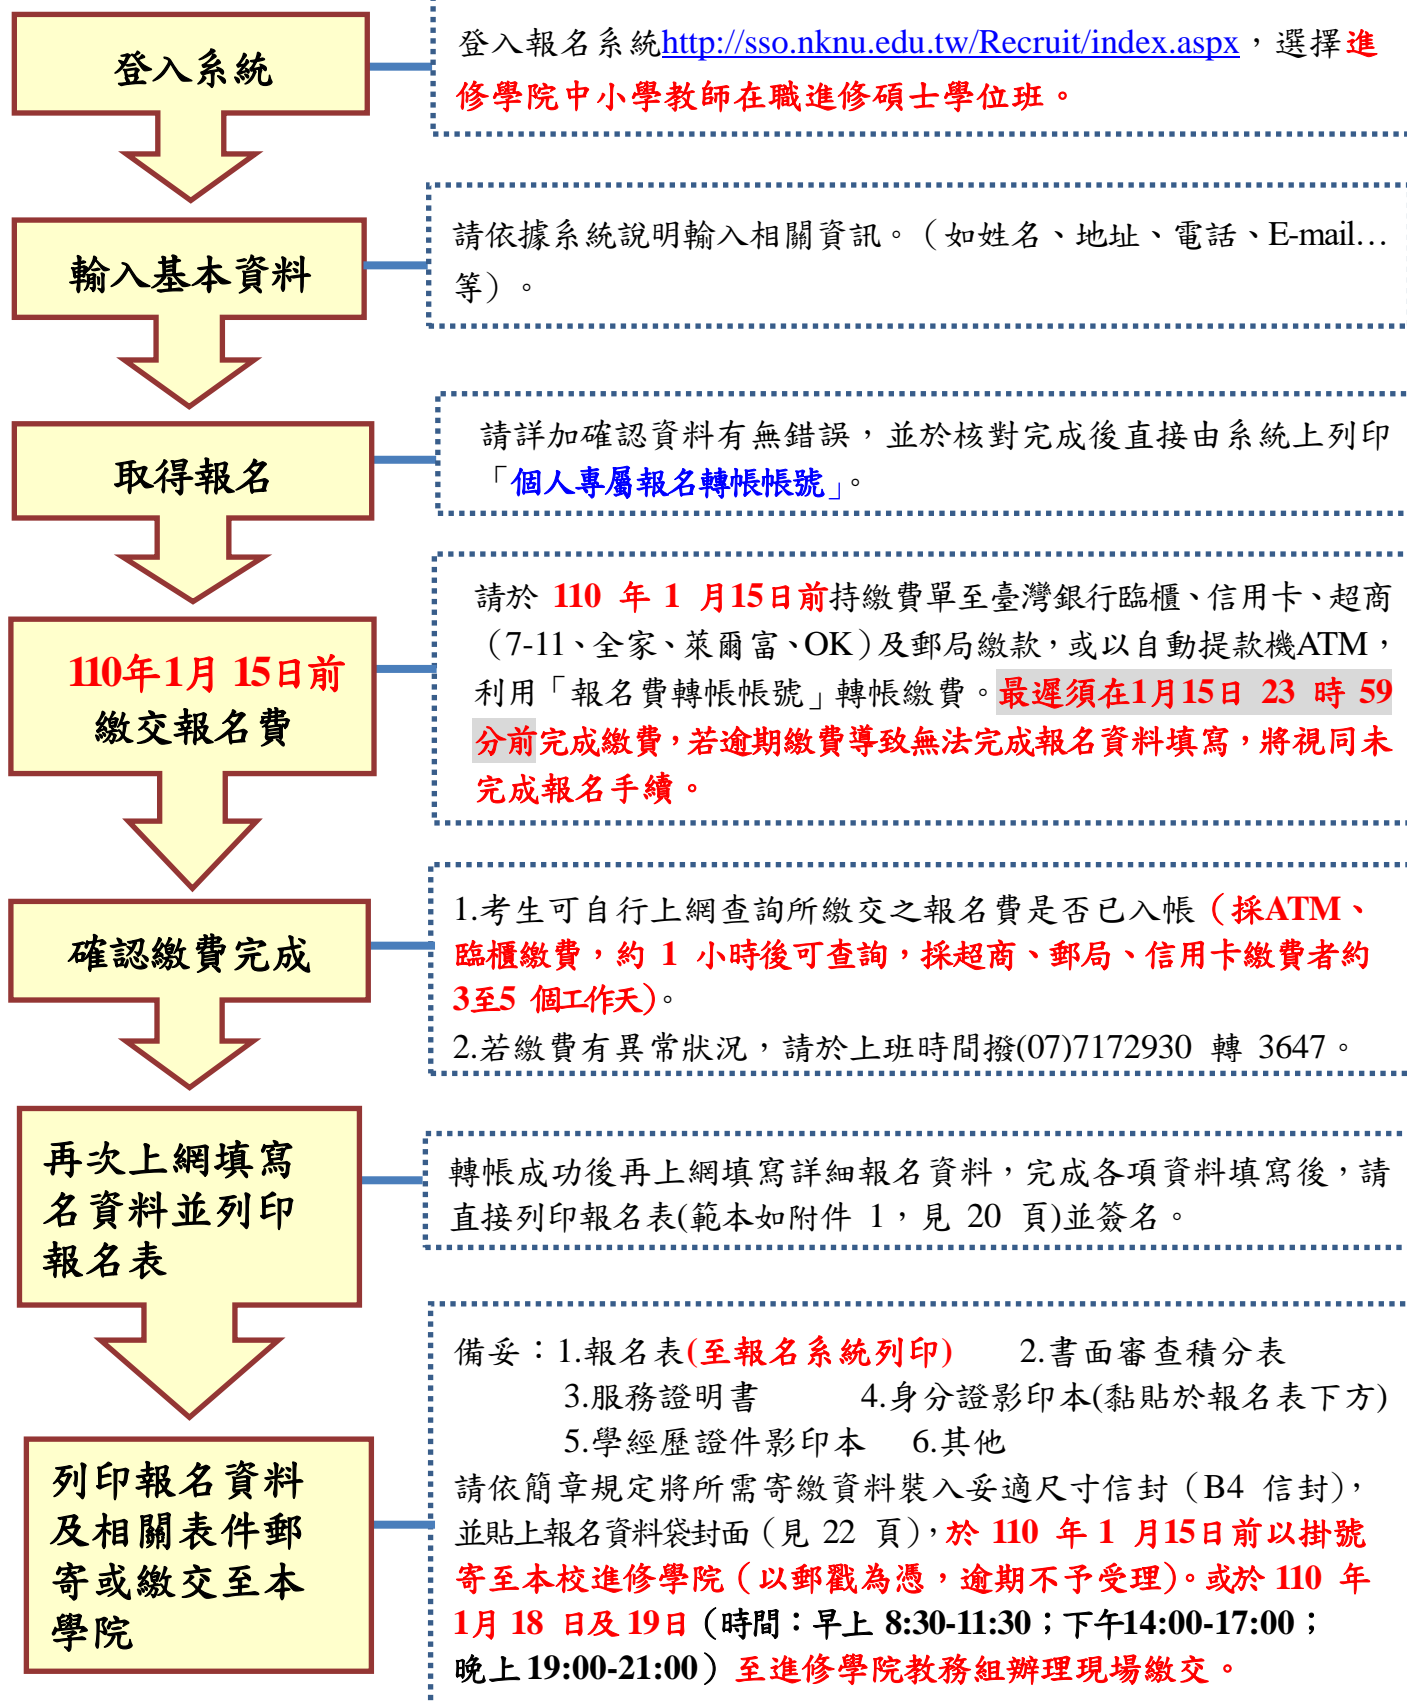 登入系統
登入報名系統http://sso.nknu.edu.tw/Recruit/index.aspx，選擇進
修學院中小學教師在職進修碩士學位班。
輸入基本資料
請依據系統說明輸入相關資訊。（如姓名、地址、電話、E-mail…
等）。
取得報名
請詳加確認資料有無錯誤，並於核對完成後直接由系統上列印
「個人專屬報名轉帳帳號」。
110年1月 15日前
繳交報名費
請於 110 年 1 月15日前持繳費單至臺灣銀行臨櫃、信用卡、超商
（7-11、全家、萊爾富、OK）及郵局繳款，或以自動提款機ATM，
利用「報名費轉帳帳號」轉帳繳費。最遲須在1月15日 23 時 59
分前完成繳費，若逾期繳費導致無法完成報名資料填寫，將視同未
完成報名手續。
確認繳費完成
1.考生可自行上網查詢所繳交之報名費是否已入帳（採ATM、
臨櫃繳費，約 1 小時後可查詢，採超商、郵局、信用卡繳費者約
3至5 個工作天）。
2.若繳費有異常狀況，請於上班時間撥(07)7172930 轉 3647。
再次上網填寫
名資料並列印
報名表
轉帳成功後再上網填寫詳細報名資料，完成各項資料填寫後，請
直接列印報名表(範本如附件 1，見 20 頁)並簽名。
列印報名資料
及相關表件郵
寄或繳交至本
學院
備妥：1.報名表(至報名系統列印) 2.書面審查積分表
3.服務證明書 4.身分證影印本(黏貼於報名表下方)
5.學經歷證件影印本 6.其他
請依簡章規定將所需寄繳資料裝入妥適尺寸信封（B4 信封），
並貼上報名資料袋封面（見 22 頁），於 110 年 1 月15日前以掛號
寄至本校進修學院（以郵戳為憑，逾期不予受理）。或於 110 年
1月 18 日及 19日（時間：早上 8:30-11:30；下午14:00-17:00；
晚上 19:00-21:00）至進修學院教務組辦理現場繳交。